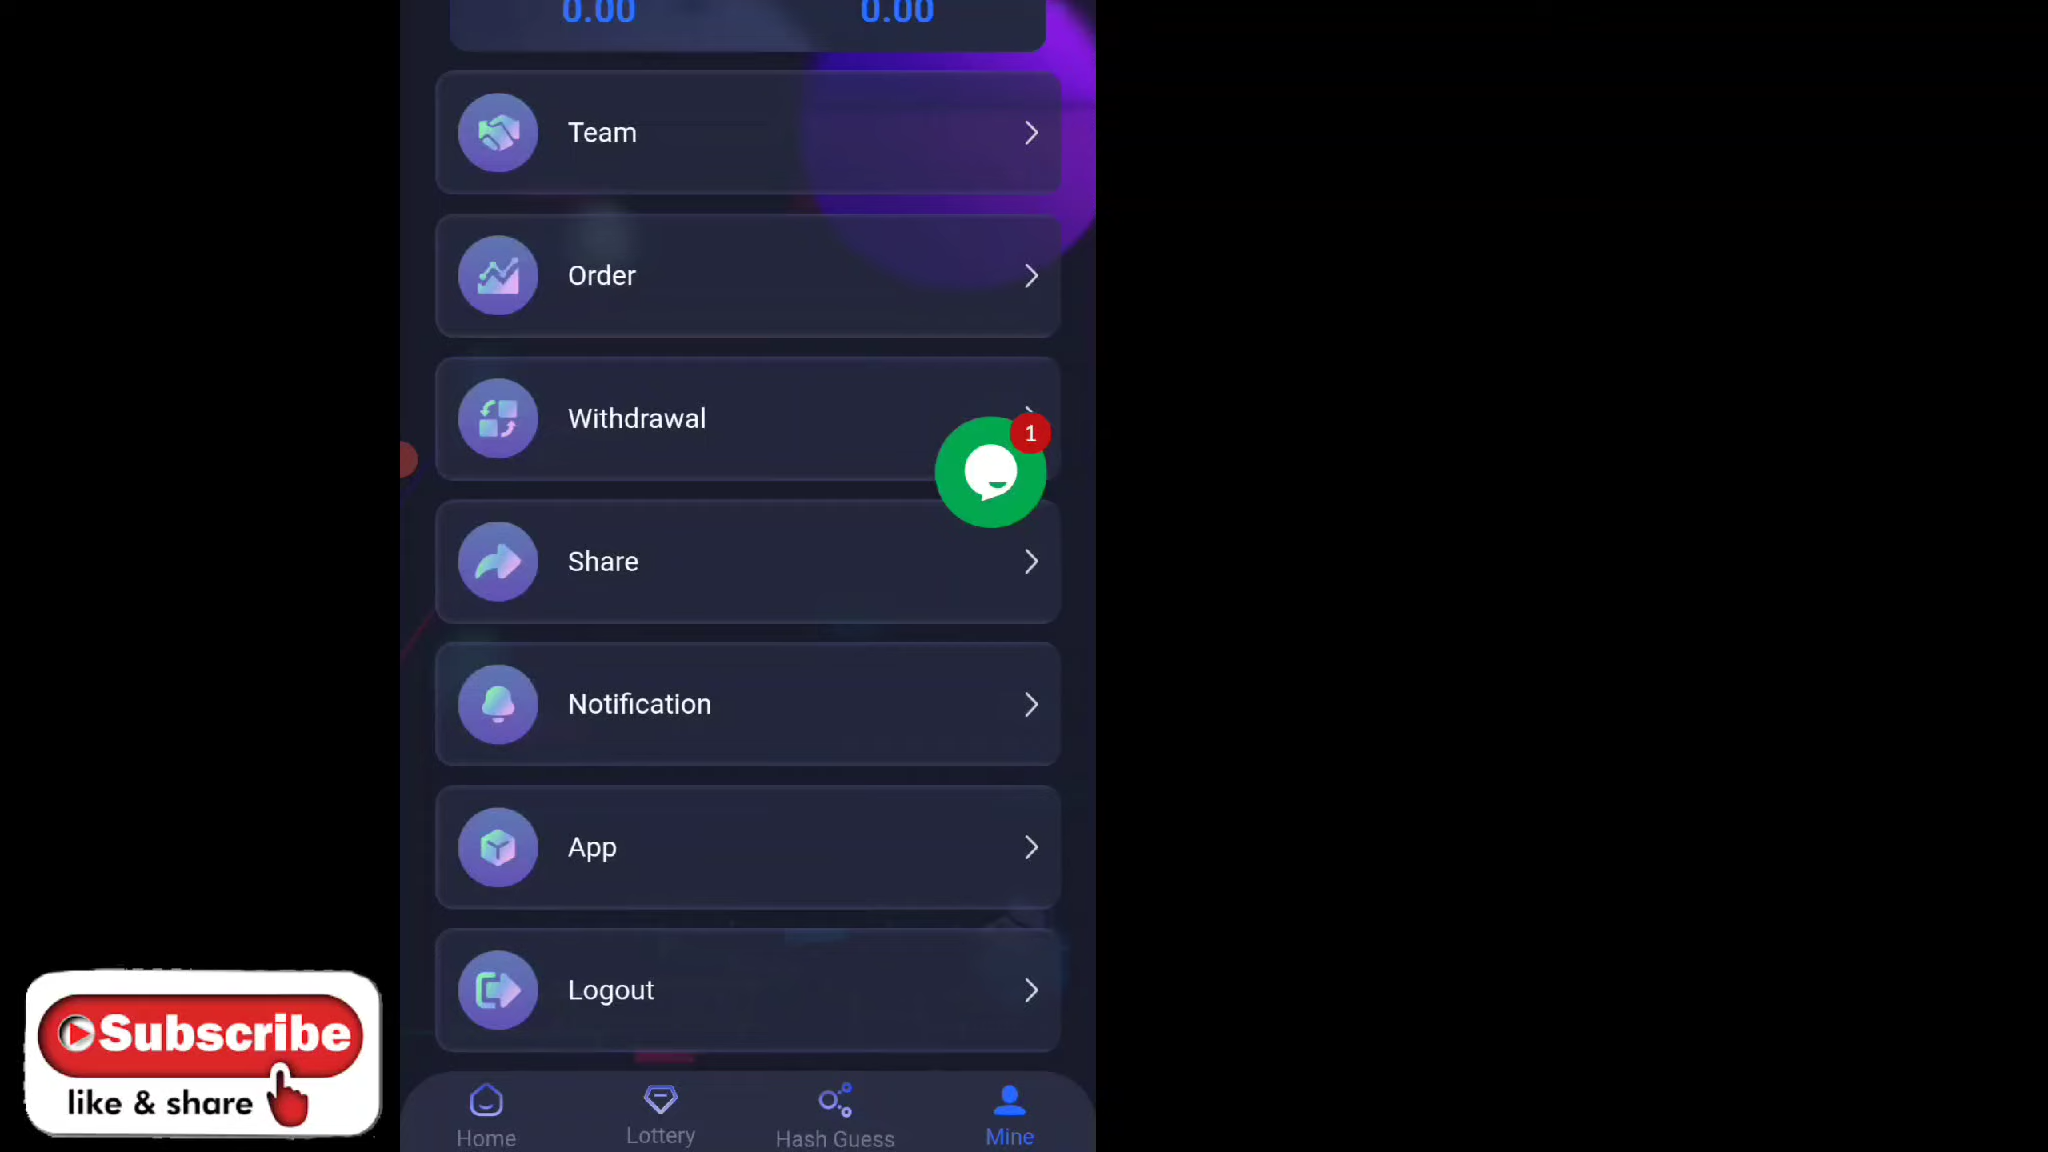 0.00 0.00
Team
Order
Withdrawal
1
Share
Notification
App
Logout
Subscribe
like & share
Home Lottery Hash Guess Mine